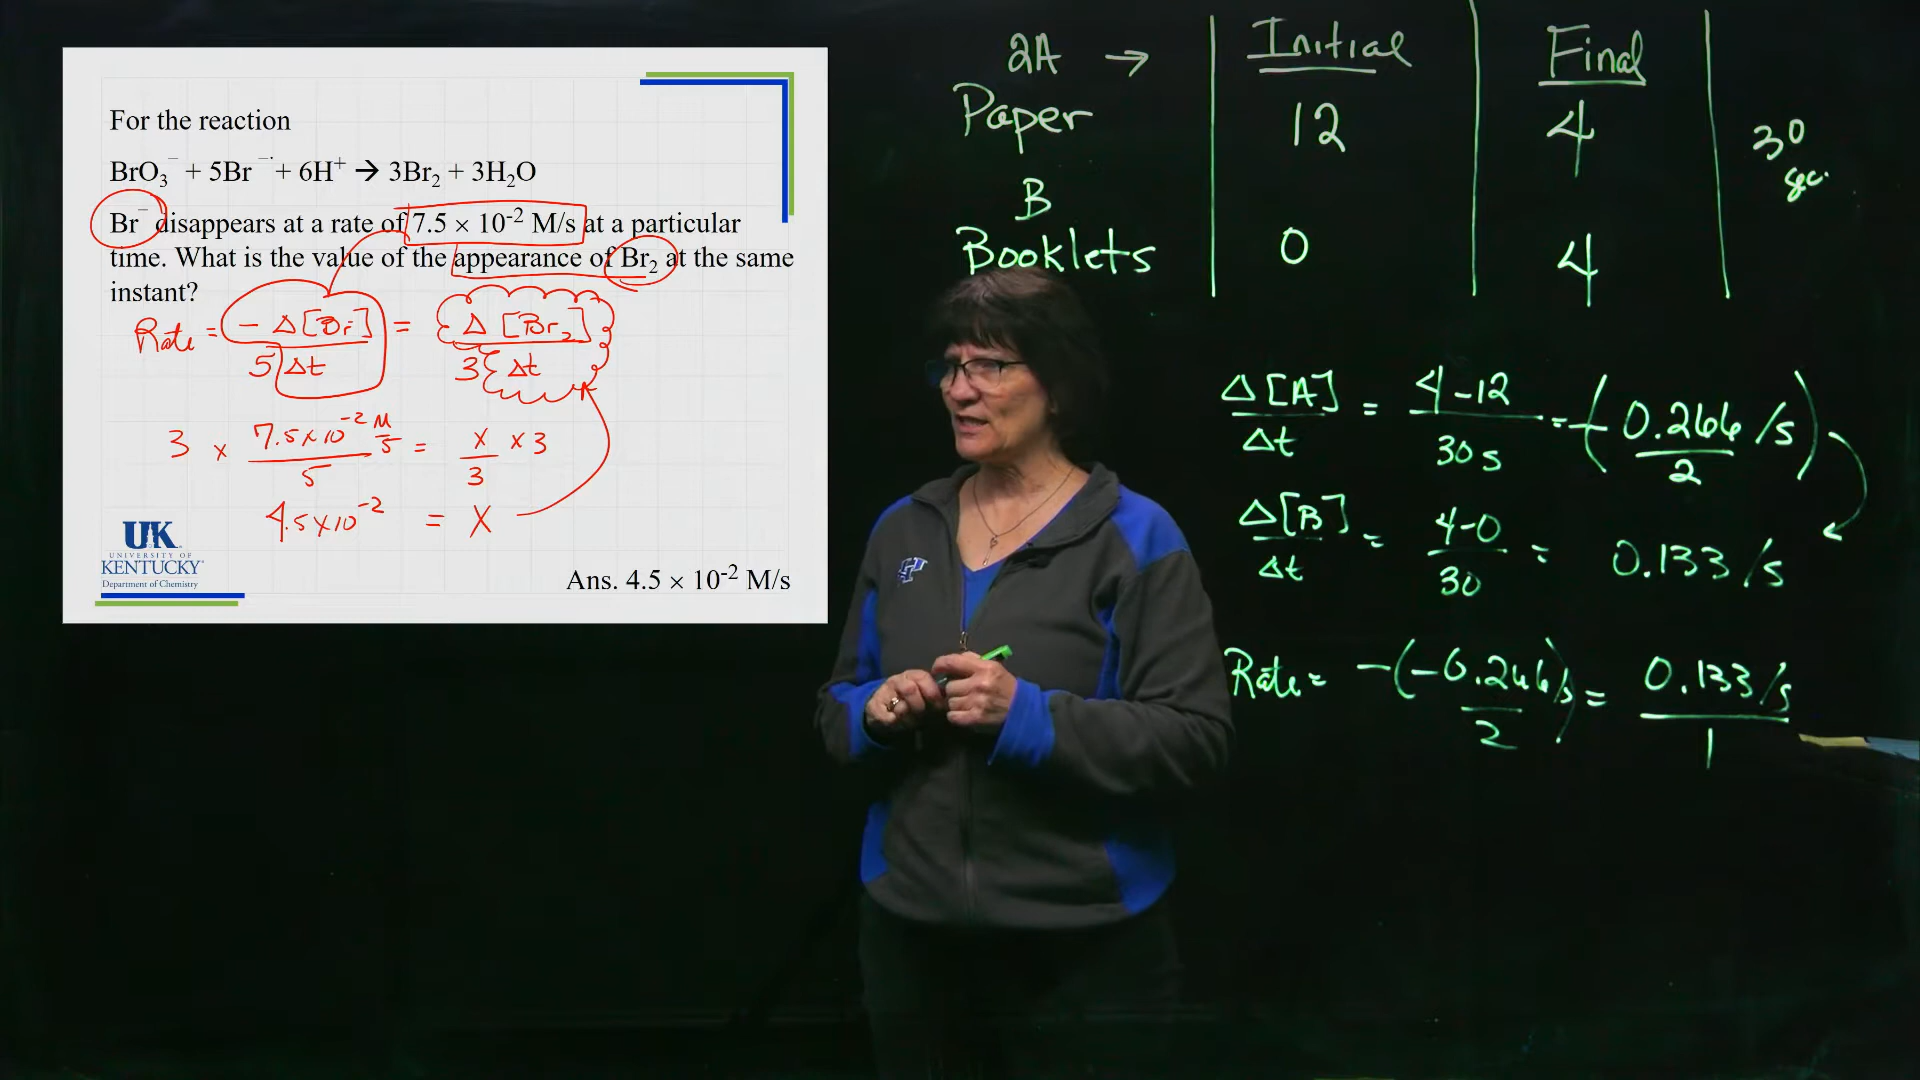 For the reaction
BrO₃⁻ + 5Br⁻ + 6H⁺ → 3Br₂ + 3H₂O
Br⁻ disappears at a rate of 7.5 × 10⁻² M/s at a particular
time. What is the value of the appearance of Br₂ at the same
instant?
Rate = -Δ[Br⁻] / 5Δt = Δ[Br₂] / 3Δt
3 × 7.5×10⁻² M/s / 5 = x/3 × 3
4.5×10⁻² = X
UK
UNIVERSITY OF
KENTUCKY
Department of Chemistry
Ans. 4.5 × 10⁻² M/s
2A → Initial Final
Paper 12 4 30 sec.
B
Booklets 0 4
Δ[A]/Δt = 4-12 / 30s = -(0.266/s / 2)
Δ[B]/Δt = 4-0 / 30 = 0.133/s
Rate = -(-0.266/s / 2) = 0.133/s / 1